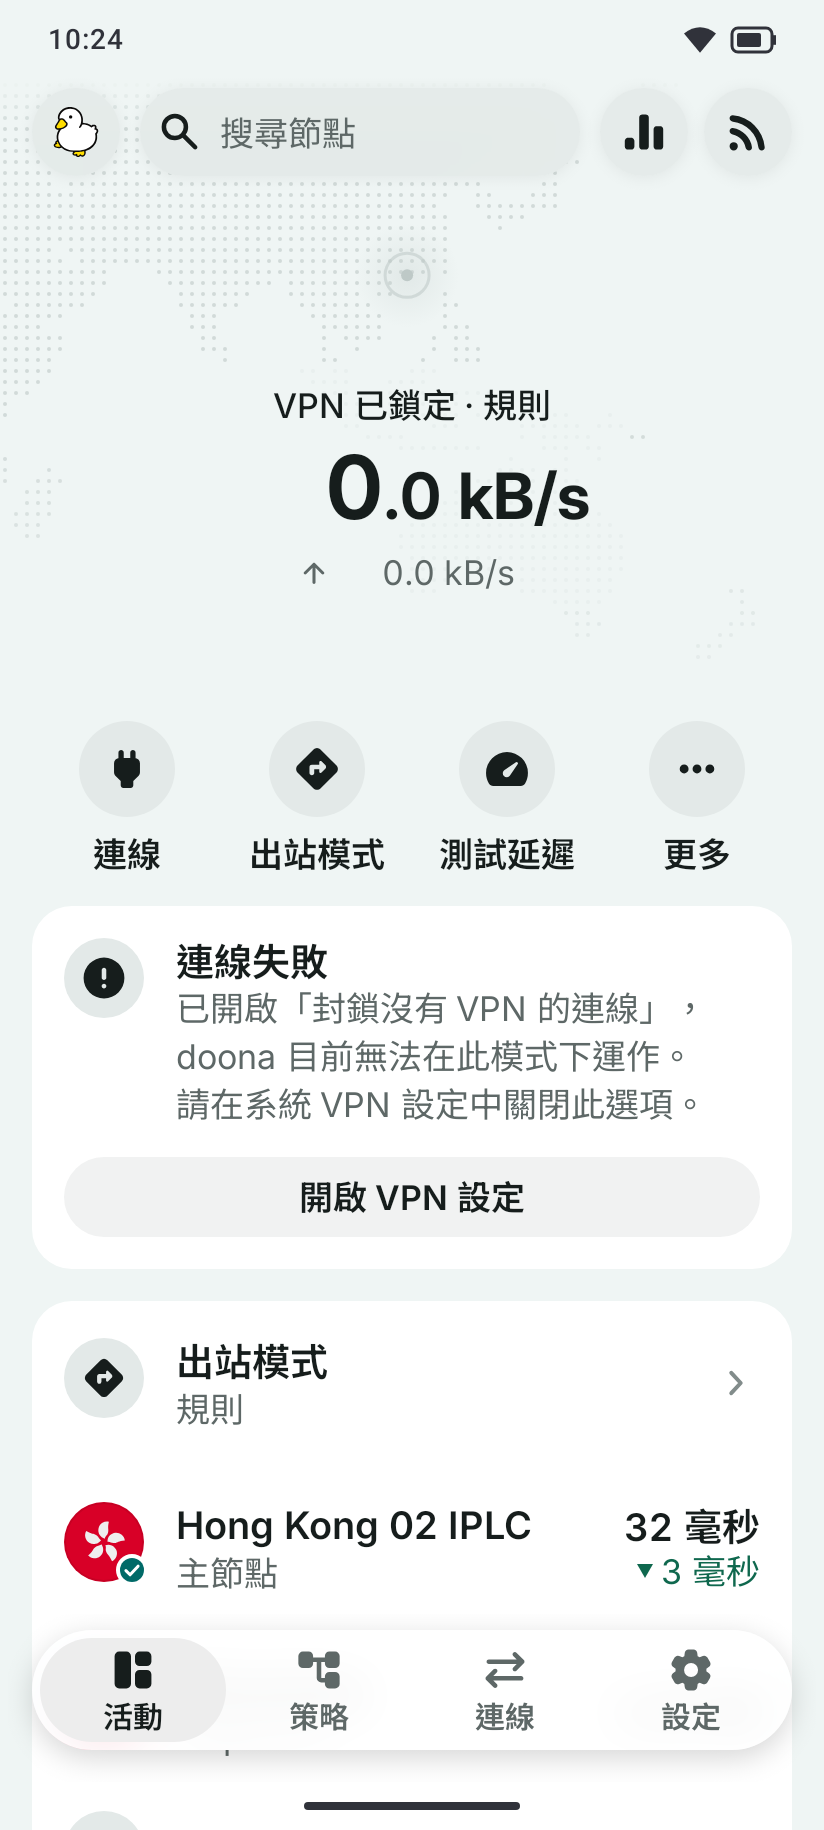 10:24
搜尋節點
VPN 已鎖定 · 規則
0.0 kB/s
↑ 0.0 kB/s
連線
出站模式
測試延遲
更多
連線失敗
已開啟「封鎖沒有 VPN 的連線」，
doona 目前無法在此模式下運作。
請在系統 VPN 設定中關閉此選項。
開啟 VPN 設定
出站模式
規則
Hong Kong 02 IPLC
32 毫秒
主節點
▼3 毫秒
活動
策略
連線
設定